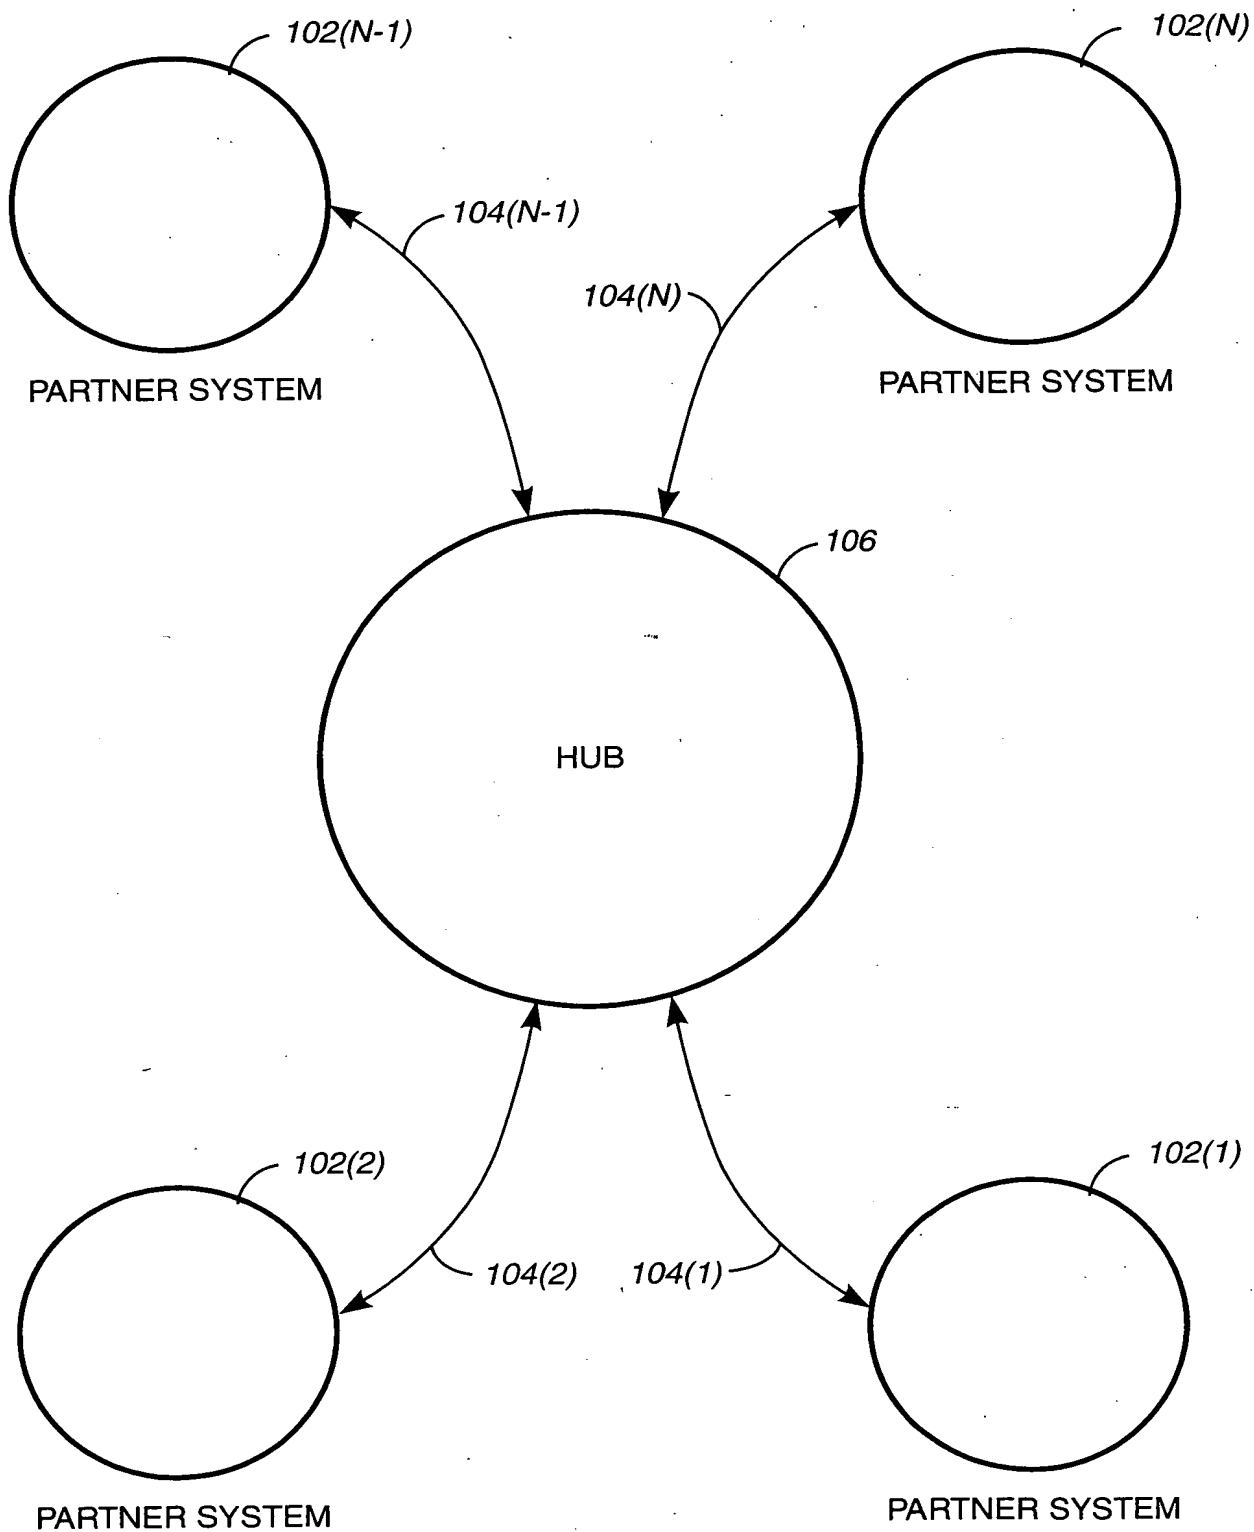 102(N-1)
102(N)
104(N-1)
104(N)
PARTNER SYSTEM
PARTNER SYSTEM
106
HUB
102(2)
102(1)
104(2)
104(1)
PARTNER SYSTEM
PARTNER SYSTEM